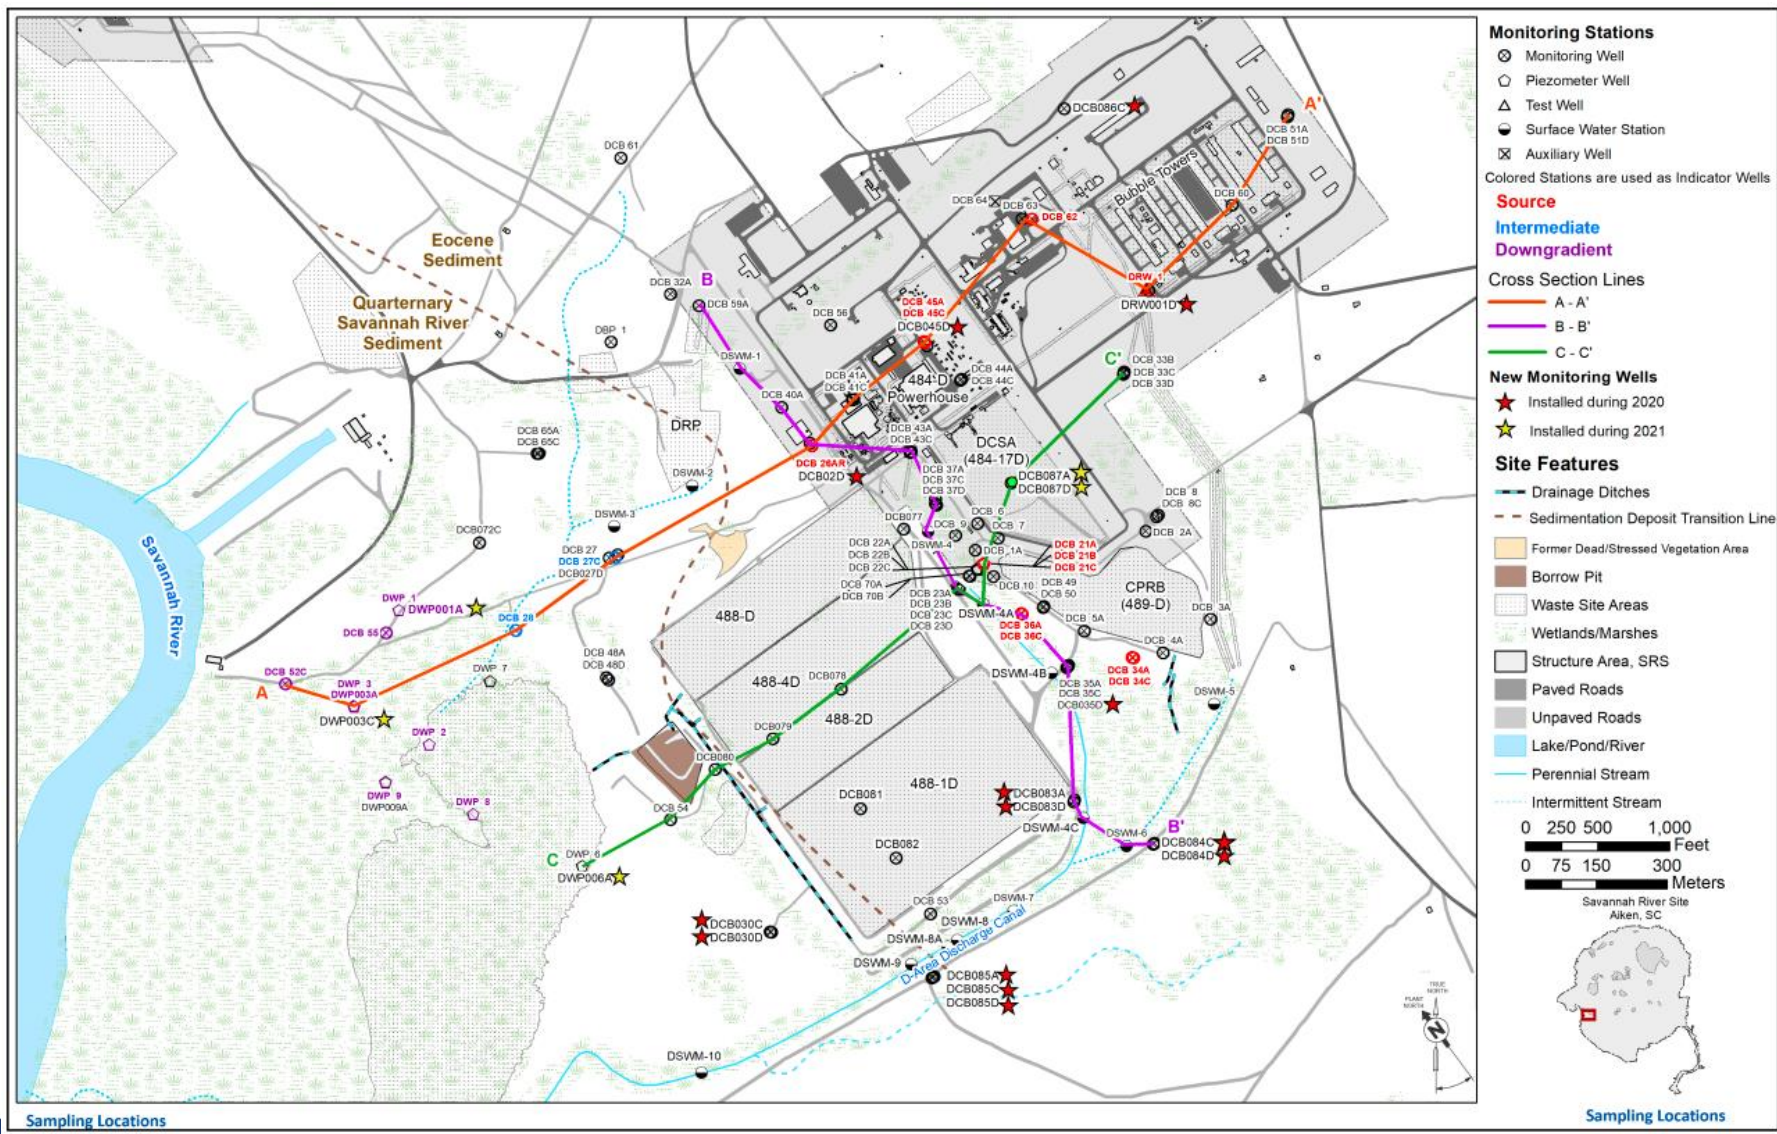 DCB 61
DCB086C
A'
DCB 51A
DCB 51D
Bubble Towers
DCB 60
DCB 64
DCB 63
DCB 62
Eocene
Sediment
Quarternary
Savannah River
Sediment
DCB 32A
B
DCB 59A
DRW 1
DRW001D
DCB 45A
DCB 45C
DCB045D
DCB 56
DBP 1
DSWM-1
C'
DCB 33B
DCB 33C
DCB 33D
DCB 41A
DCB 41C
484-D
Powerhouse
DCB 44A
DCB 44C
DCB 40A
DRP
DCB 65A
DCB 65C
DCB 43A
DCB 43C
DCSA
(484-17D)
DCB 26AR
DCB02D
DSWM-2
DCB 37A
DCB 37C
DCB 37D
DCB087A
DCB087D
DCB 8
DCB 8C
DCB 2A
DSWM-3
DCB072C
DCB077
DCB 9
DCB 6
DCB 7
DSWM-4
DCB 22A
DCB 22B
DCB 22C
DCB 1A
DCB 21A
DCB 21B
DCB 21C
DCB 27
DCB 27C
DCB027D
DCB 70A
DCB 70B
DCB 10
DCB 49
DCB 50
CPRB
(489-D)
DCB 23A
DCB 23B
DCB 23C
DCB 23D
DSWM-4A
DCB 36A
DCB 36C
DCB 5A
DCB 3A
DCB 4A
DCB 34A
DCB 34C
DWP 1
DWP001A
DCB 55
DCB 28
488-D
Savannah River
DCB 52C
A
DWP 3
DWP003A
DWP003C
DWP 7
DCB 48A
DCB 48D
488-4D
DCB078
488-2D
DSWM-4B
DCB 35A
DCB 35C
DCB035D
DSWM-5
DWP 2
DCB079
DCB080
DWP 9
DWP009A
DWP 8
DCB 54
488-1D
DCB081
DCB083A
DCB083D
DSWM-4C
DSWM-6
B'
DCB084C
DCB084D
DCB082
C
DWP 6
DWP006A
DCB030C
DCB030D
DCB 53
DSWM-7
DSWM-8
DSWM-8A
DSWM-9
D-Area Discharge Canal
DCB085A
DCB085C
DCB085D
DSWM-10
TRUE
NORTH
PLANT
NORTH
N
Monitoring Stations
Monitoring Well
Piezometer Well
Test Well
Surface Water Station
Auxiliary Well
Colored Stations are used as Indicator Wells
Source
Intermediate
Downgradient
Cross Section Lines
A - A'
B - B'
C - C'
New Monitoring Wells
Installed during 2020
Installed during 2021
Site Features
Drainage Ditches
Sedimentation Deposit Transition Line
Former Dead/Stressed Vegetation Area
Borrow Pit
Waste Site Areas
Wetlands/Marshes
Structure Area, SRS
Paved Roads
Unpaved Roads
Lake/Pond/River
Perennial Stream
Intermittent Stream
0 250 500 1,000
Feet
0 75 150 300
Meters
Savannah River Site
Aiken, SC
Sampling Locations
Sampling Locations